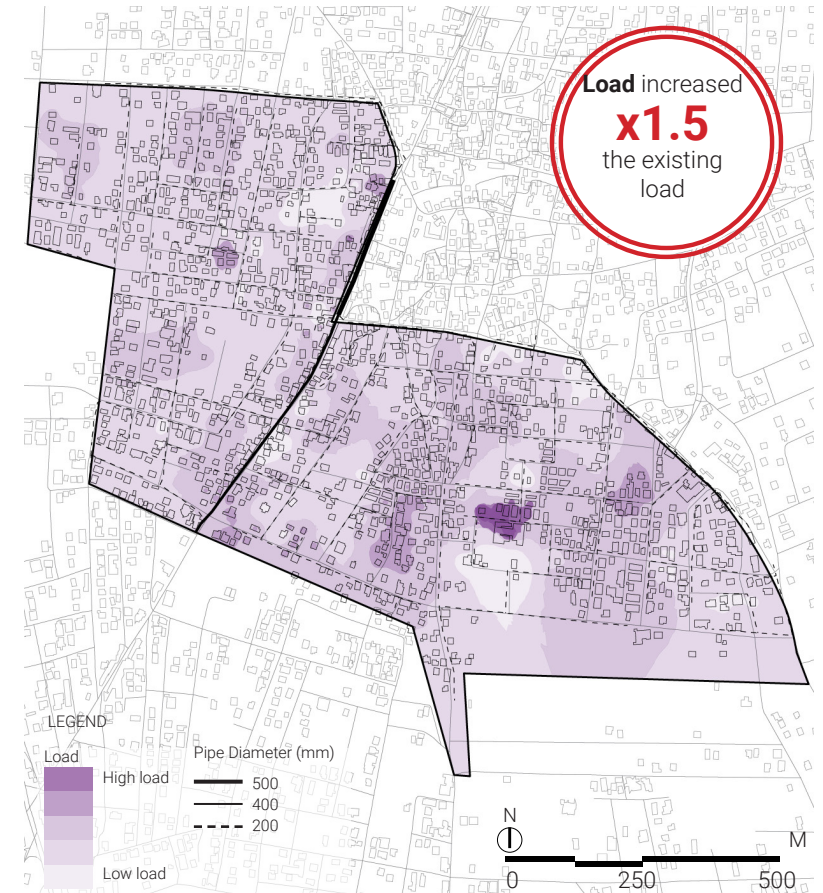 Load increased
x1.5
the existing
load
LEGEND
Load
High load
Low load
Pipe Diameter (mm)
500
400
200
N
M
0 250 500